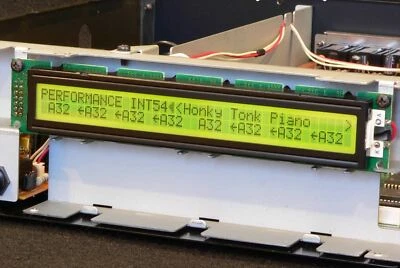 PERFORMANCE INT54<Honky Tonk Piano >
A32 ←A32 ←A32 ←A32 A32 ←A32 ←A32 ←A32